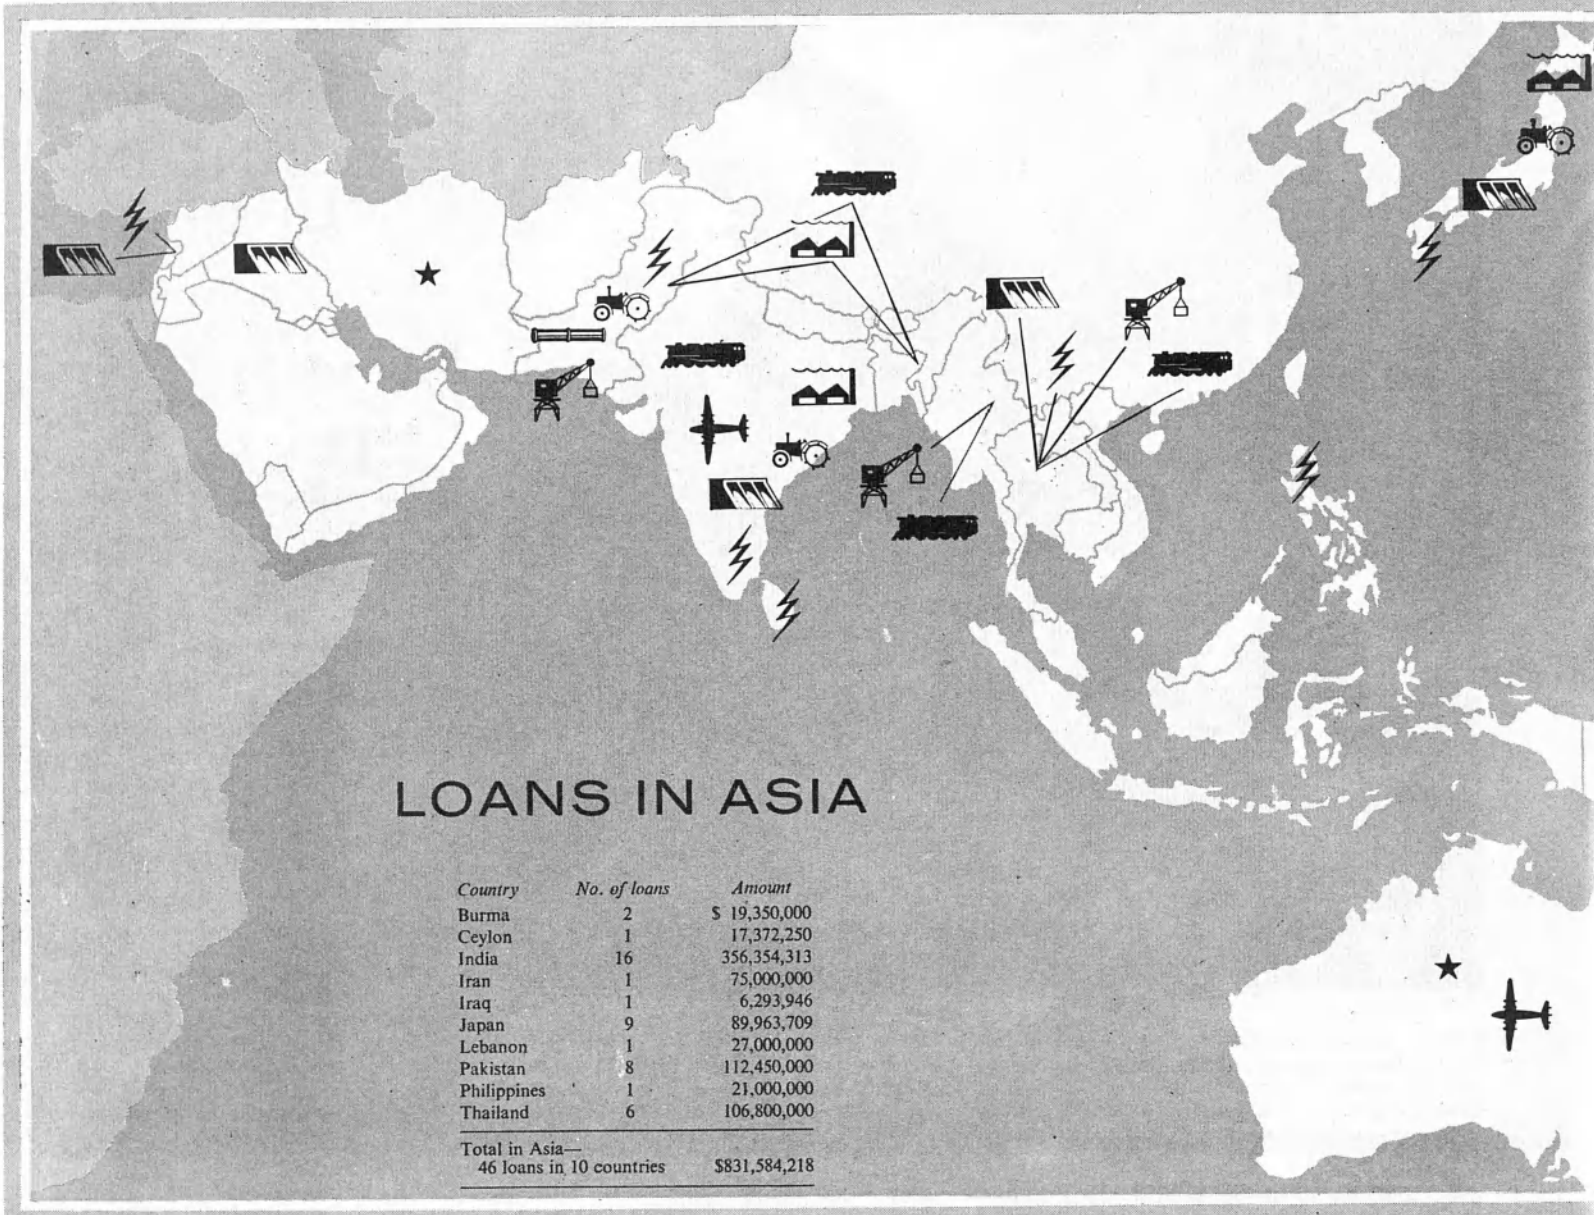 LOANS IN ASIA
Country No. of loans Amount
Burma 2 $ 19,350,000
Ceylon 1 17,372,250
India 16 356,354,313
Iran 1 75,000,000
Iraq 1 6,293,946
Japan 9 89,963,709
Lebanon 1 27,000,000
Pakistan 8 112,450,000
Philippines 1 21,000,000
Thailand 6 106,800,000
Total in Asia—
46 loans in 10 countries $831,584,218